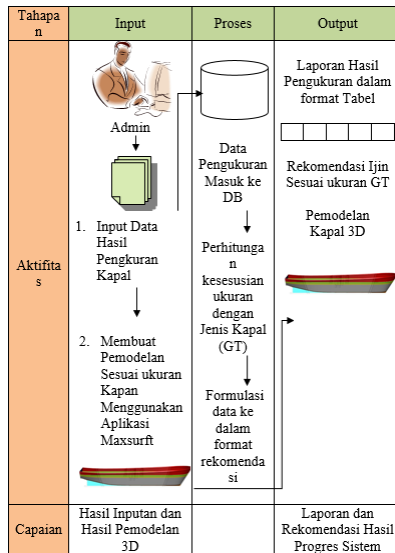 Tahapa
n
Input
Proses
Output
Aktifita
s
Admin
1. Input Data
Hasil
Pengkuran
Kapal
2. Membuat
Pemodelan
Sesuai ukuran
Kapan
Menggunakan
Aplikasi
Maxsurft
Data
Pengukuran
Masuk ke
DB
Perhitunga
n
kesesusian
ukuran
dengan
Jenis Kapal
(GT)
Formulasi
data ke
dalam
format
rekomenda
si
Laporan Hasil
Pengukuran dalam
format Tabel
Rekomendasi Ijin
Sesuai ukuran GT
Pemodelan
Kapal 3D
Capaian
Hasil Inputan dan
Hasil Pemodelan
3D
Laporan dan
Rekomendasi Hasil
Progres Sistem